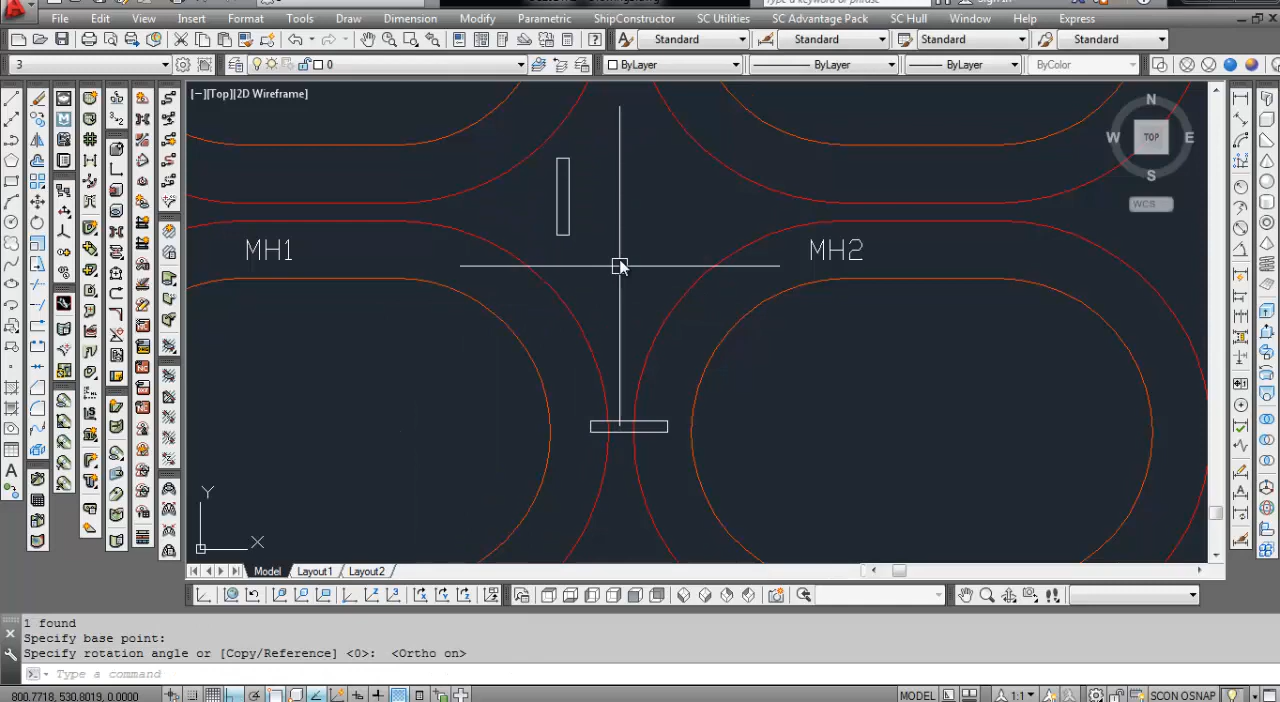 File Edit View Insert Format Tools Draw Dimension Modify Parametric ShipConstructor SC Utilities SC Advantage Pack SC Hull Window Help Express
Standard Standard Standard Standard
3 0 ByLayer ByLayer ByLayer ByColor
[−][Top][2D Wireframe]
N
W TOP E
S
WCS
MH1 MH2
Y
X
Model Layout1 Layout2
1 found
Specify base point:
Specify rotation angle or [Copy/Reference] <0>: <Ortho on>
Type a command
800.7718, 530.8019, 0.0000 MODEL 1:1 SCON OSNAP